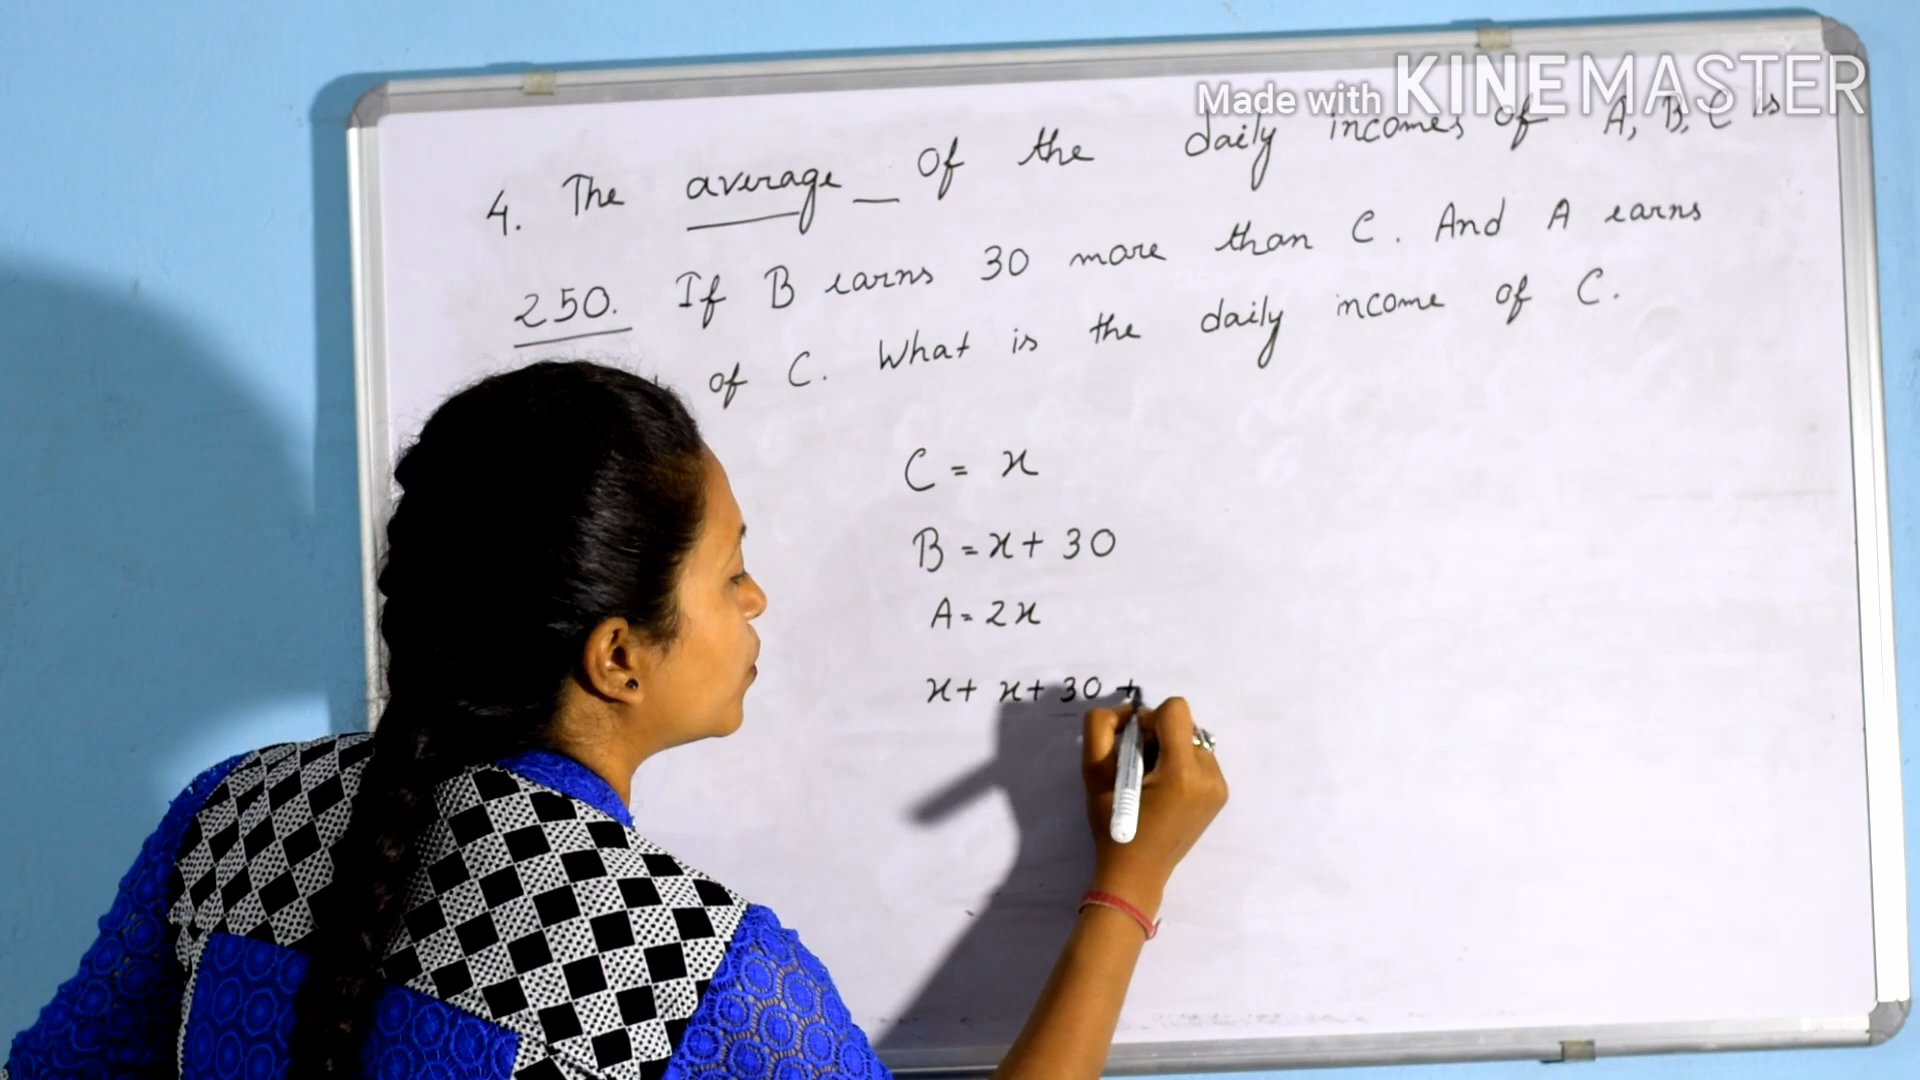 Made with KINEMASTER
4. The average _ of the daily incomes of A, B, C is
250. If B earns 30 more than C. And A earns
of C. What is the daily income of C.
C = x
B = x + 30
A = 2x
x + x + 30 +